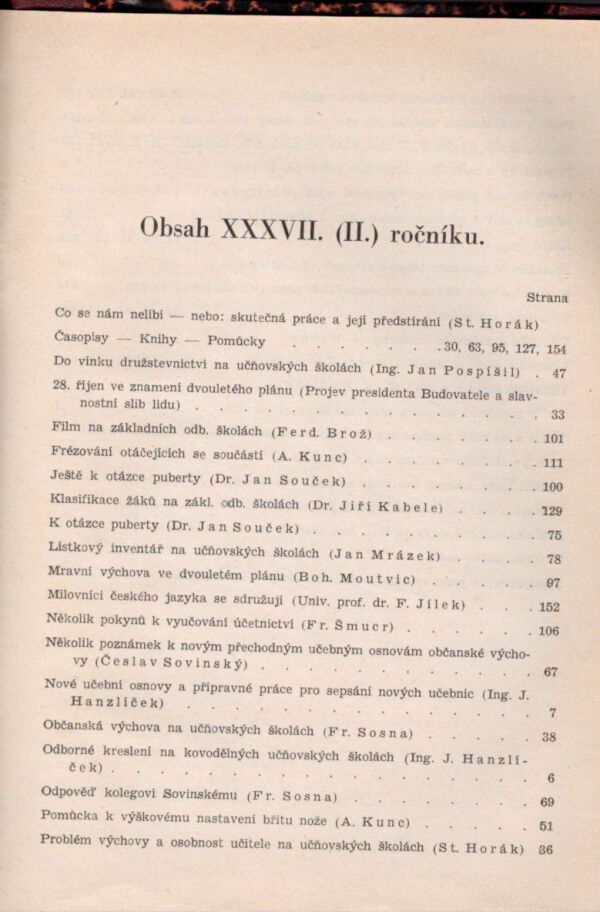 Obsah XXXVII. (II.) ročníku.
Strana
Co se nám nelíbí — nebo: skutečná práce a její předstírání (St. Horák)
Časopisy — Knihy — Pomůcky . . . . . . . 30, 63, 95, 127, 154
Do vínku družstevnictví na učňovských školách (Ing. Jan Pospíšil) . 47
28. říjen ve znamení dvouletého plánu (Projev presidenta Budovatele a slav-
nostní slib lidu) . . . . . . . . . . . . . . . 33
Film na základních odb. školách (Ferd. Brož) . . . . . . . . 101
Frézování otáčejících se součástí (A. Kunc) . . . . . . . . . 111
Ještě k otázce puberty (Dr. Jan Souček) . . . . . . . . 100
Klasifikace žáků na zákl. odb. školách (Dr. Jiří Kabele) . . . . 129
K otázce puberty (Dr. Jan Souček) . . . . . . . . . . 75
Lístkový inventář na učňovských školách (Jan Mrázek) . . . . 78
Mravní výchova ve dvouletém plánu (Boh. Moutvic) . . . . . 97
Milovníci českého jazyka se sdružují (Univ. prof. dr. F. Jílek) . . . 152
Několik pokynů k vyučování účetnictví (Fr. Šmucr) . . . . . 106
Několik poznámek k novým přechodným učebným osnovám občanské výcho-
vy (Česlav Sovinský) . . . . . . . . . . . . 67
Nové učební osnovy a přípravné práce pro sepsání nových učebnic (Ing. J.
Hanzlíček) . . . . . . . . . . . . . . . 7
Občanská výchova na učňovských školách (Fr. Sosna) . . . . . 38
Odborné kreslení na kovodělných učňovských školách (Ing. J. Hanzlí-
ček) . . . . . . . . . . . . . . . . . . 6
Odpověď kolegovi Sovinskému (Fr. Sosna) . . . . . . . . 69
Pomůcka k výškovému nastavení břitu nože (A. Kunc) . . . . . 51
Problém výchovy a osobnost učitele na učňovských školách (St. Horák) 36